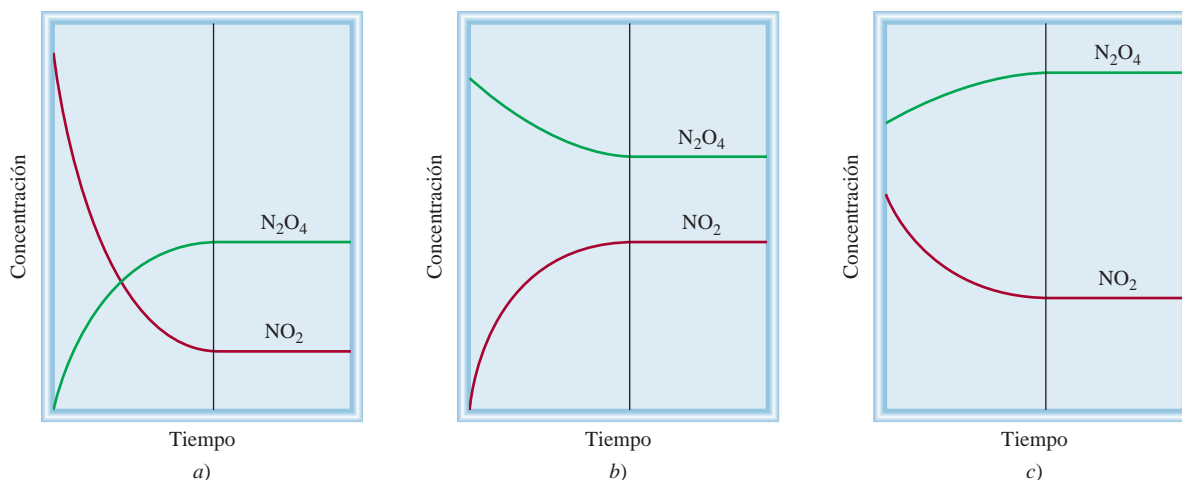 Concentración
N₂O₄
NO₂
Tiempo
a)
Concentración
N₂O₄
NO₂
Tiempo
b)
Concentración
N₂O₄
NO₂
Tiempo
c)